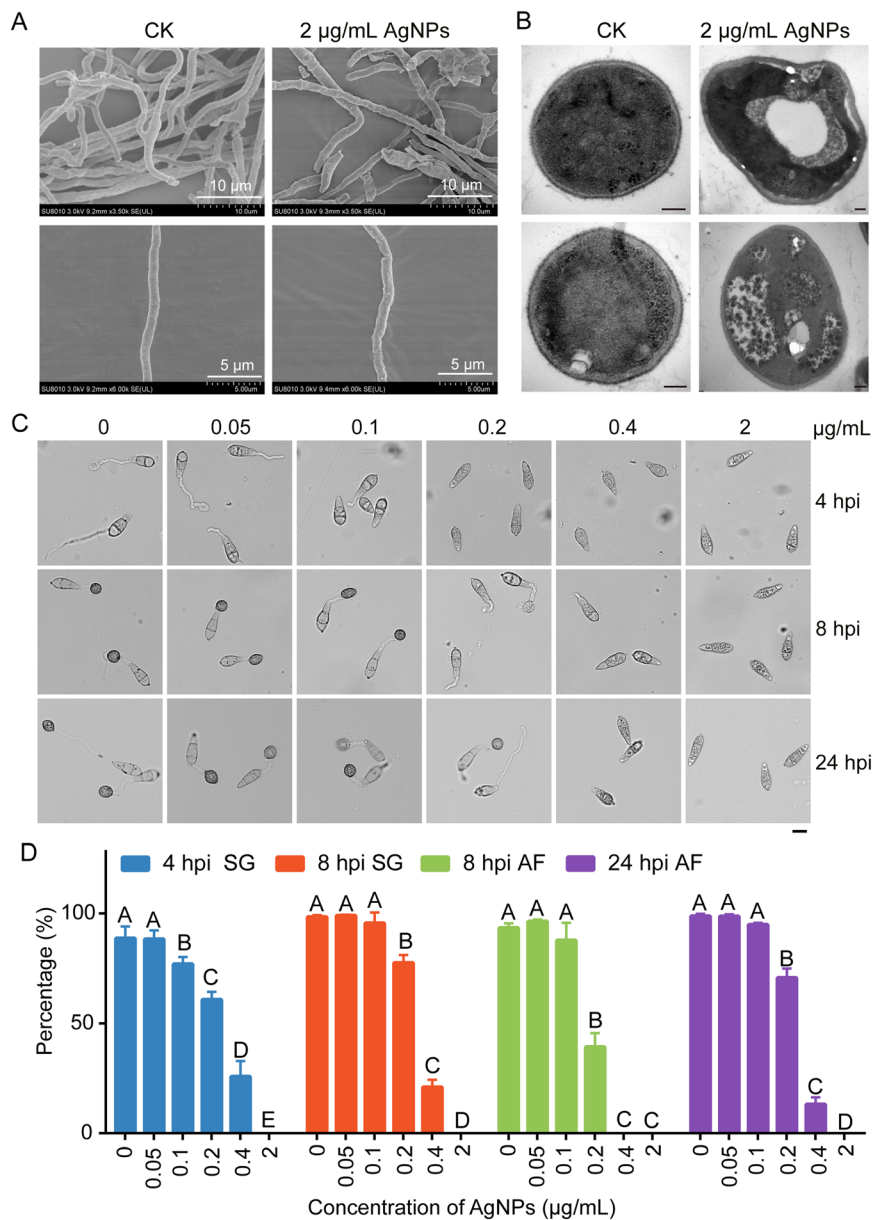 A
CK
2 µg/mL AgNPs
10 µm
SU8010 3.0kV 9.2mm x3.50k SE(UL)
10.0um
10 µm
SU8010 3.0kV 9.3mm x3.50k SE(UL)
10.0um
5 µm
SU8010 3.0kV 9.2mm x6.00k SE(UL)
5.00um
5 µm
SU8010 3.0kV 9.4mm x6.00k SE(UL)
5.00um
B
CK
2 µg/mL AgNPs
C
0 0.05 0.1 0.2 0.4 2 µg/mL
4 hpi
8 hpi
24 hpi
D
4 hpi SG 8 hpi SG 8 hpi AF 24 hpi AF
Percentage (%)
100
50
0
A A B C D E
A A A B C D
A A A B C C
A A A B C D
0 0.05 0.1 0.2 0.4 2
0 0.05 0.1 0.2 0.4 2
0 0.05 0.1 0.2 0.4 2
0 0.05 0.1 0.2 0.4 2
Concentration of AgNPs (µg/mL)